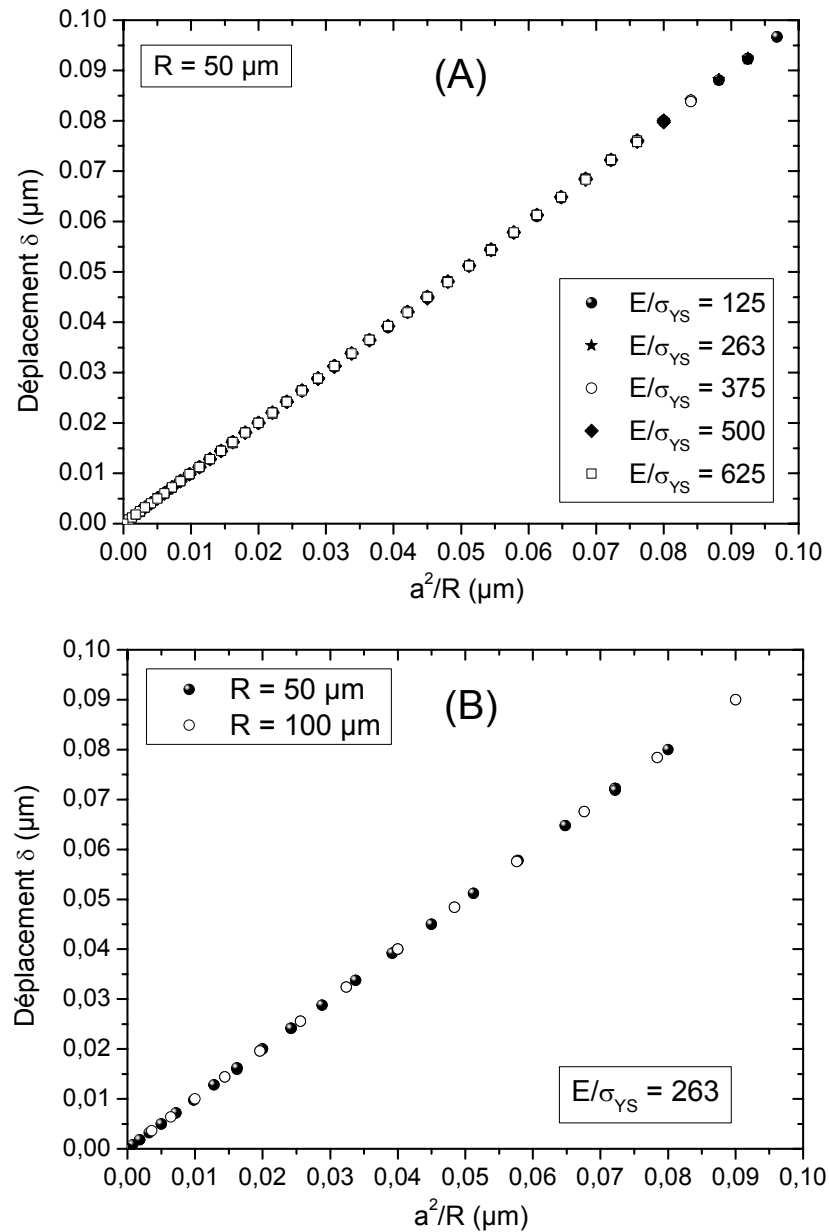 0.10
0.09
0.08
0.07
0.06
0.05
0.04
0.03
0.02
0.01
0.00
Déplacement δ (µm)
R = 50 µm
(A)
E/σYS = 125
E/σYS = 263
E/σYS = 375
E/σYS = 500
E/σYS = 625
0.00 0.01 0.02 0.03 0.04 0.05 0.06 0.07 0.08 0.09 0.10
a²/R (µm)
0,10
0,09
0,08
0,07
0,06
0,05
0,04
0,03
0,02
0,01
0,00
Déplacement δ (µm)
R = 50 µm
R = 100 µm
(B)
E/σYS = 263
0,00 0,01 0,02 0,03 0,04 0,05 0,06 0,07 0,08 0,09 0,10
a²/R (µm)